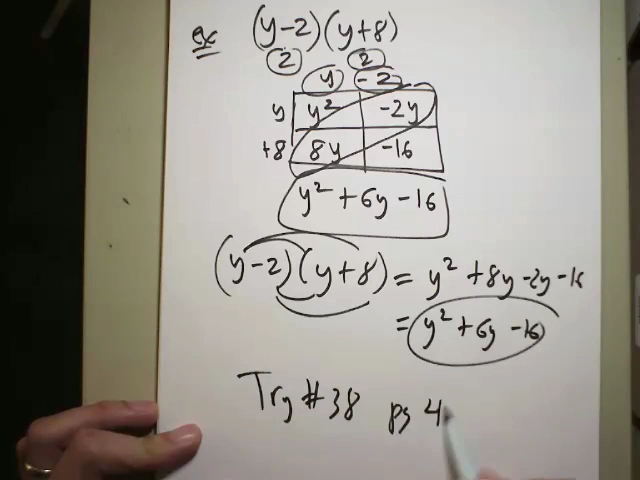 ex (y-2)(y+8)
2 2
y -2
y y² -2y
+8 8y -16
y² + 6y - 16
(y-2)(y+8) = y² + 8y - 2y - 16
= y² + 6y - 16
Try #38 pg 4